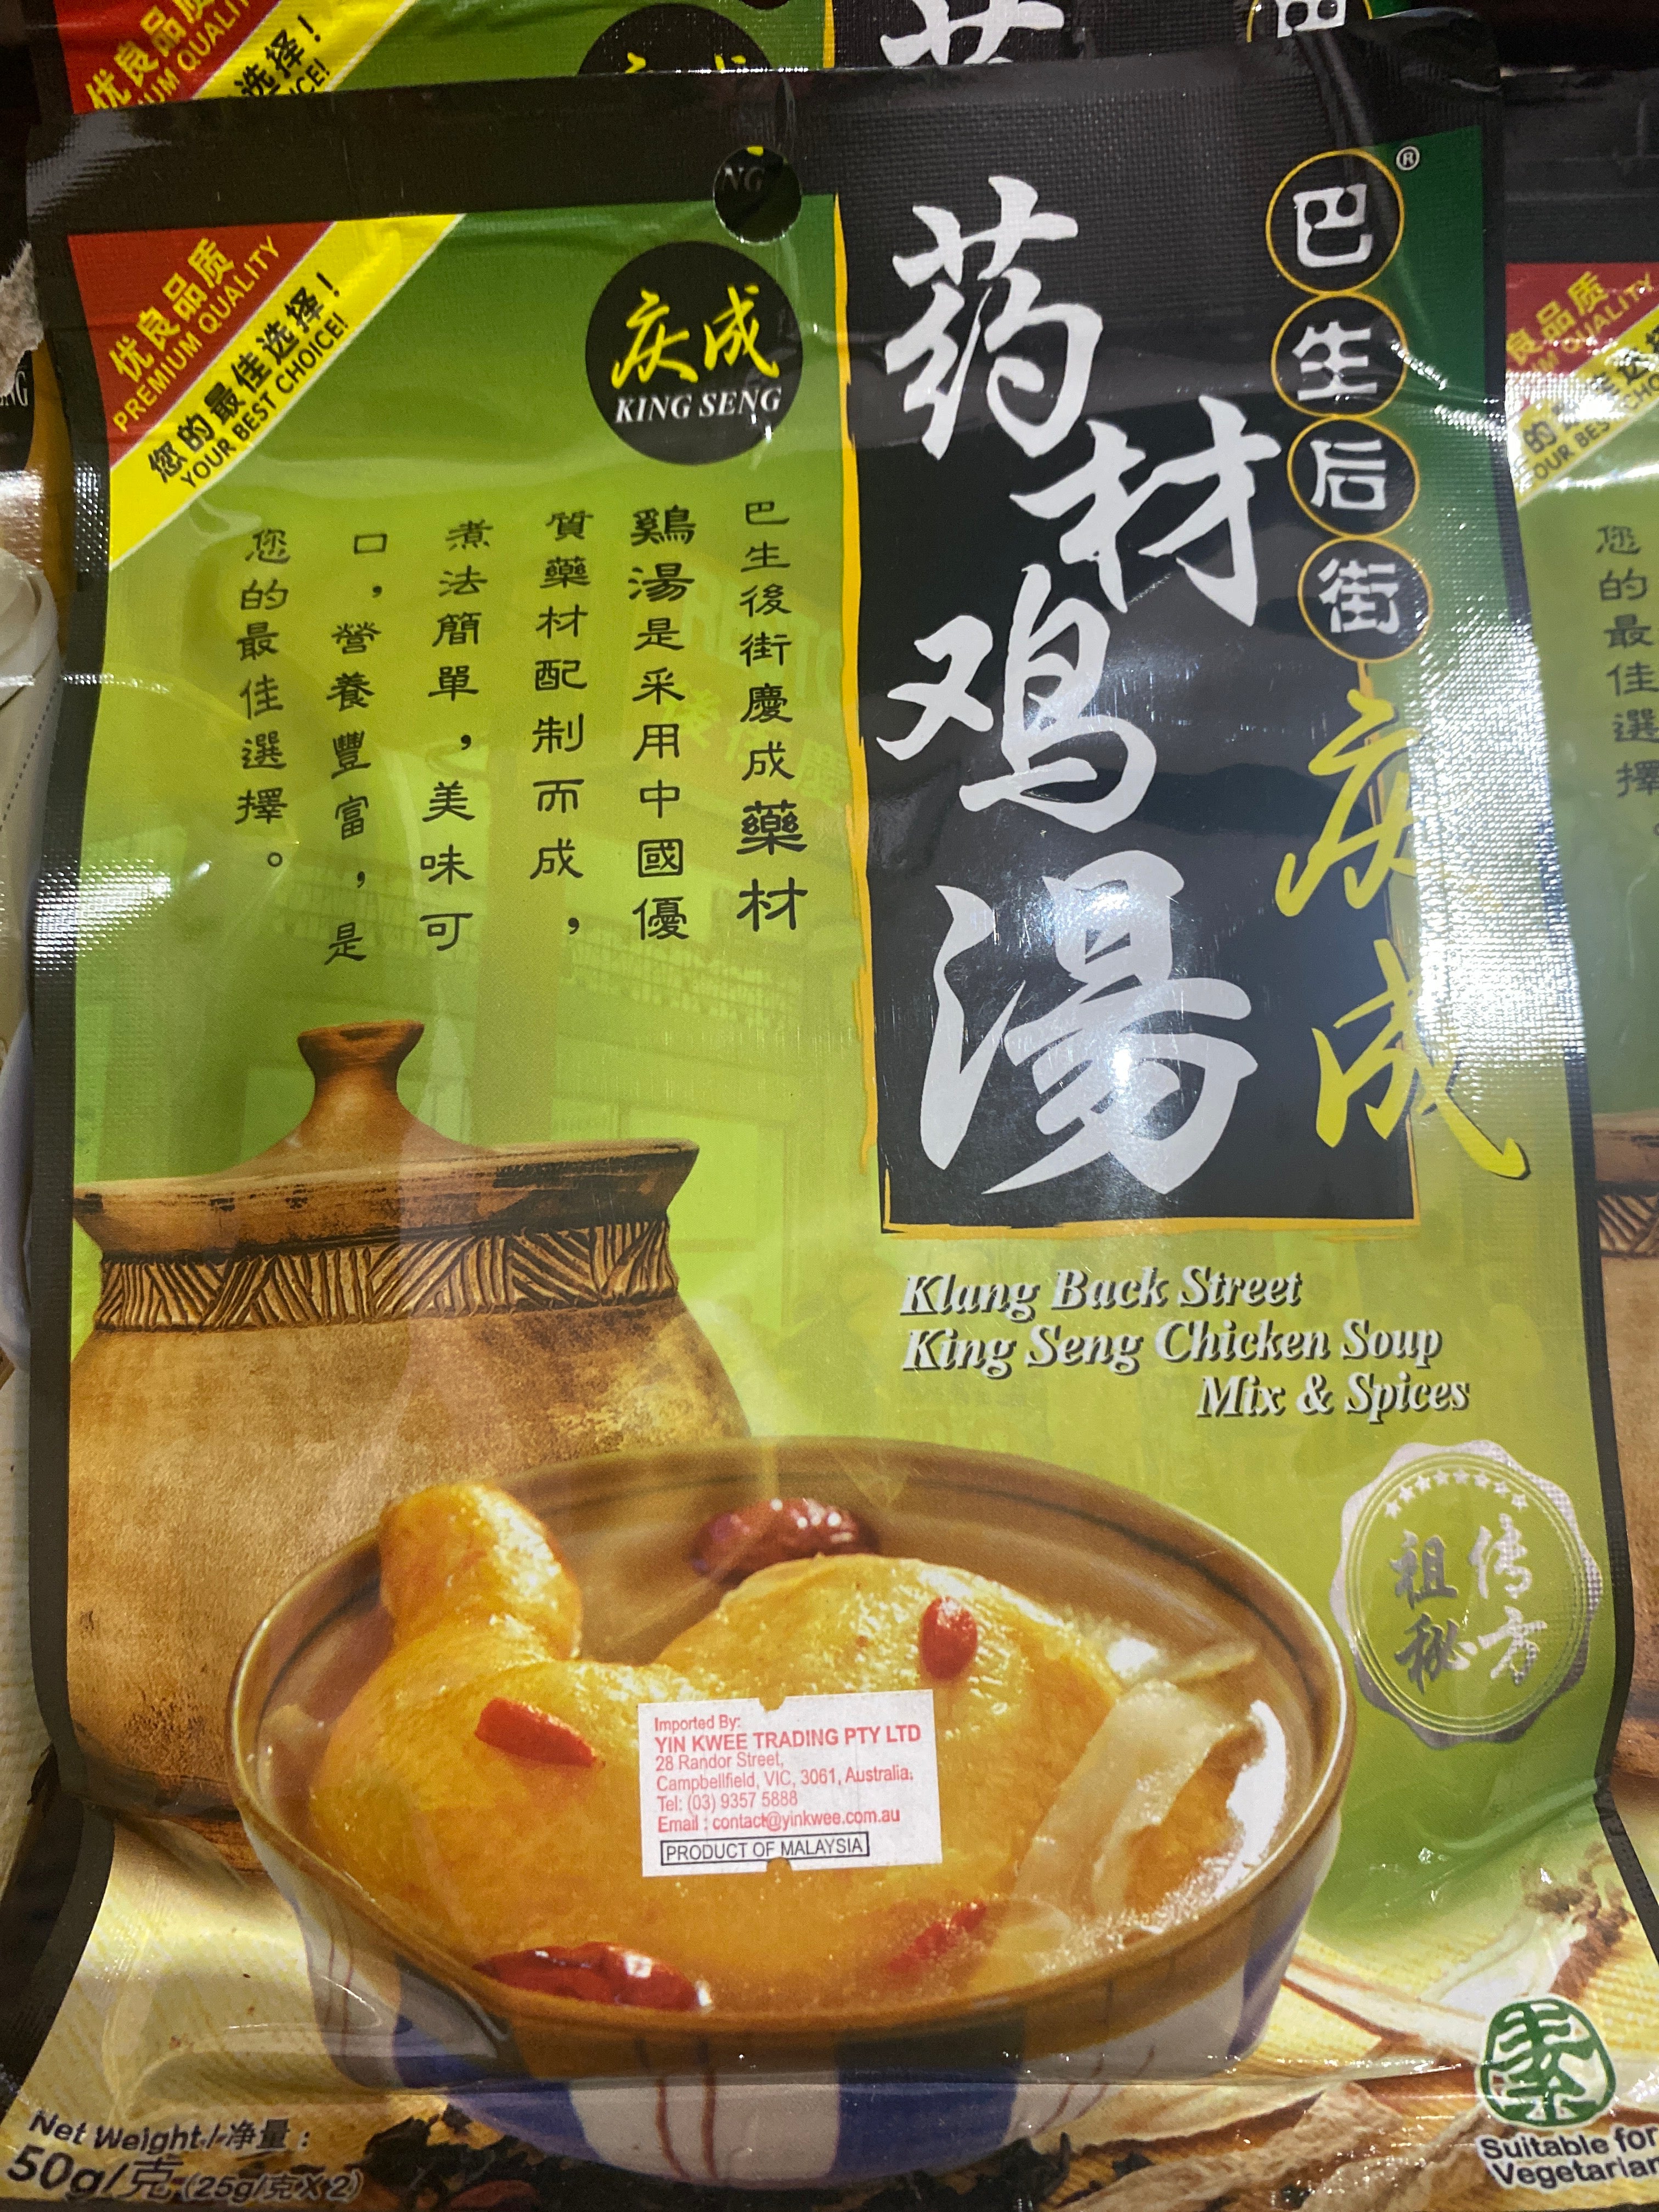 优良品质
PREMIUM QUALITY
您的最佳选择！
YOUR BEST CHOICE!
庆成
KING SENG
巴生后街
®
庆成
药材鸡湯
巴生後街慶成藥材
鷄湯是采用中國優
質藥材配制而成，
煮法簡單，美味可
口，營養豐富，是
您的最佳選擇。
Klang Back Street
King Seng Chicken Soup
Mix & Spices
祖传
秘方
Imported By:
YIN KWEE TRADING PTY LTD
28 Randor Street,
Campbellfield, VIC, 3061, Australia.
Tel: (03) 9357 5888
Email : contact@yinkwee.com.au
PRODUCT OF MALAYSIA
素
Suitable for
Vegetarian
Net Weight/净量：
50g/克 (25g/克 X 2)
您的最佳選擇。